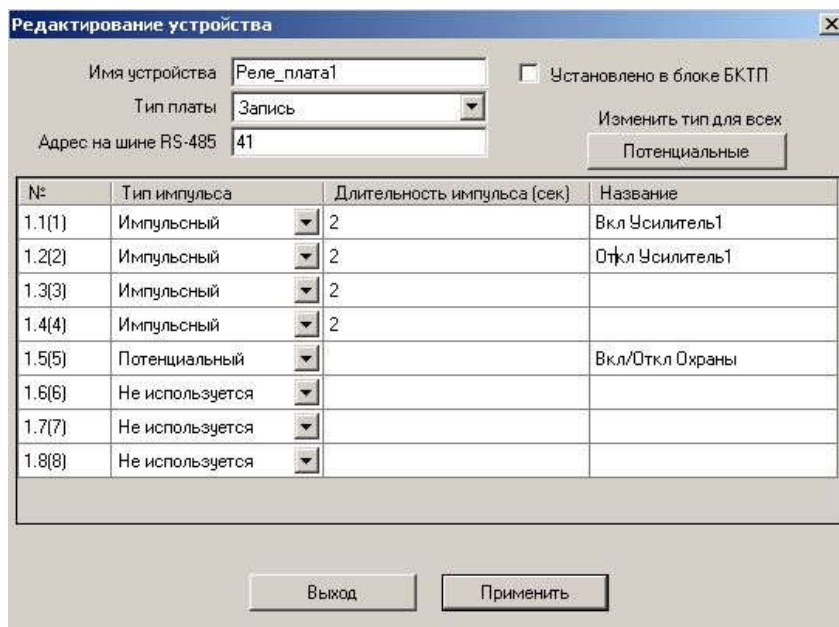 Редактирование устройства
Имя устройства Реле_плата1 Установлено в блоке БКТП
Тип платы Запись
Изменить тип для всех
Адрес на шине RS-485 41
Потенциальные
№ Тип импульса Длительность импульса (сек) Название
1.1(1) Импульсный 2 Вкл Усилитель1
1.2(2) Импульсный 2 Откл Усилитель1
1.3(3) Импульсный 2
1.4(4) Импульсный 2
1.5(5) Потенциальный Вкл/Откл Охраны
1.6(6) Не используется
1.7(7) Не используется
1.8(8) Не используется
Выход Применить